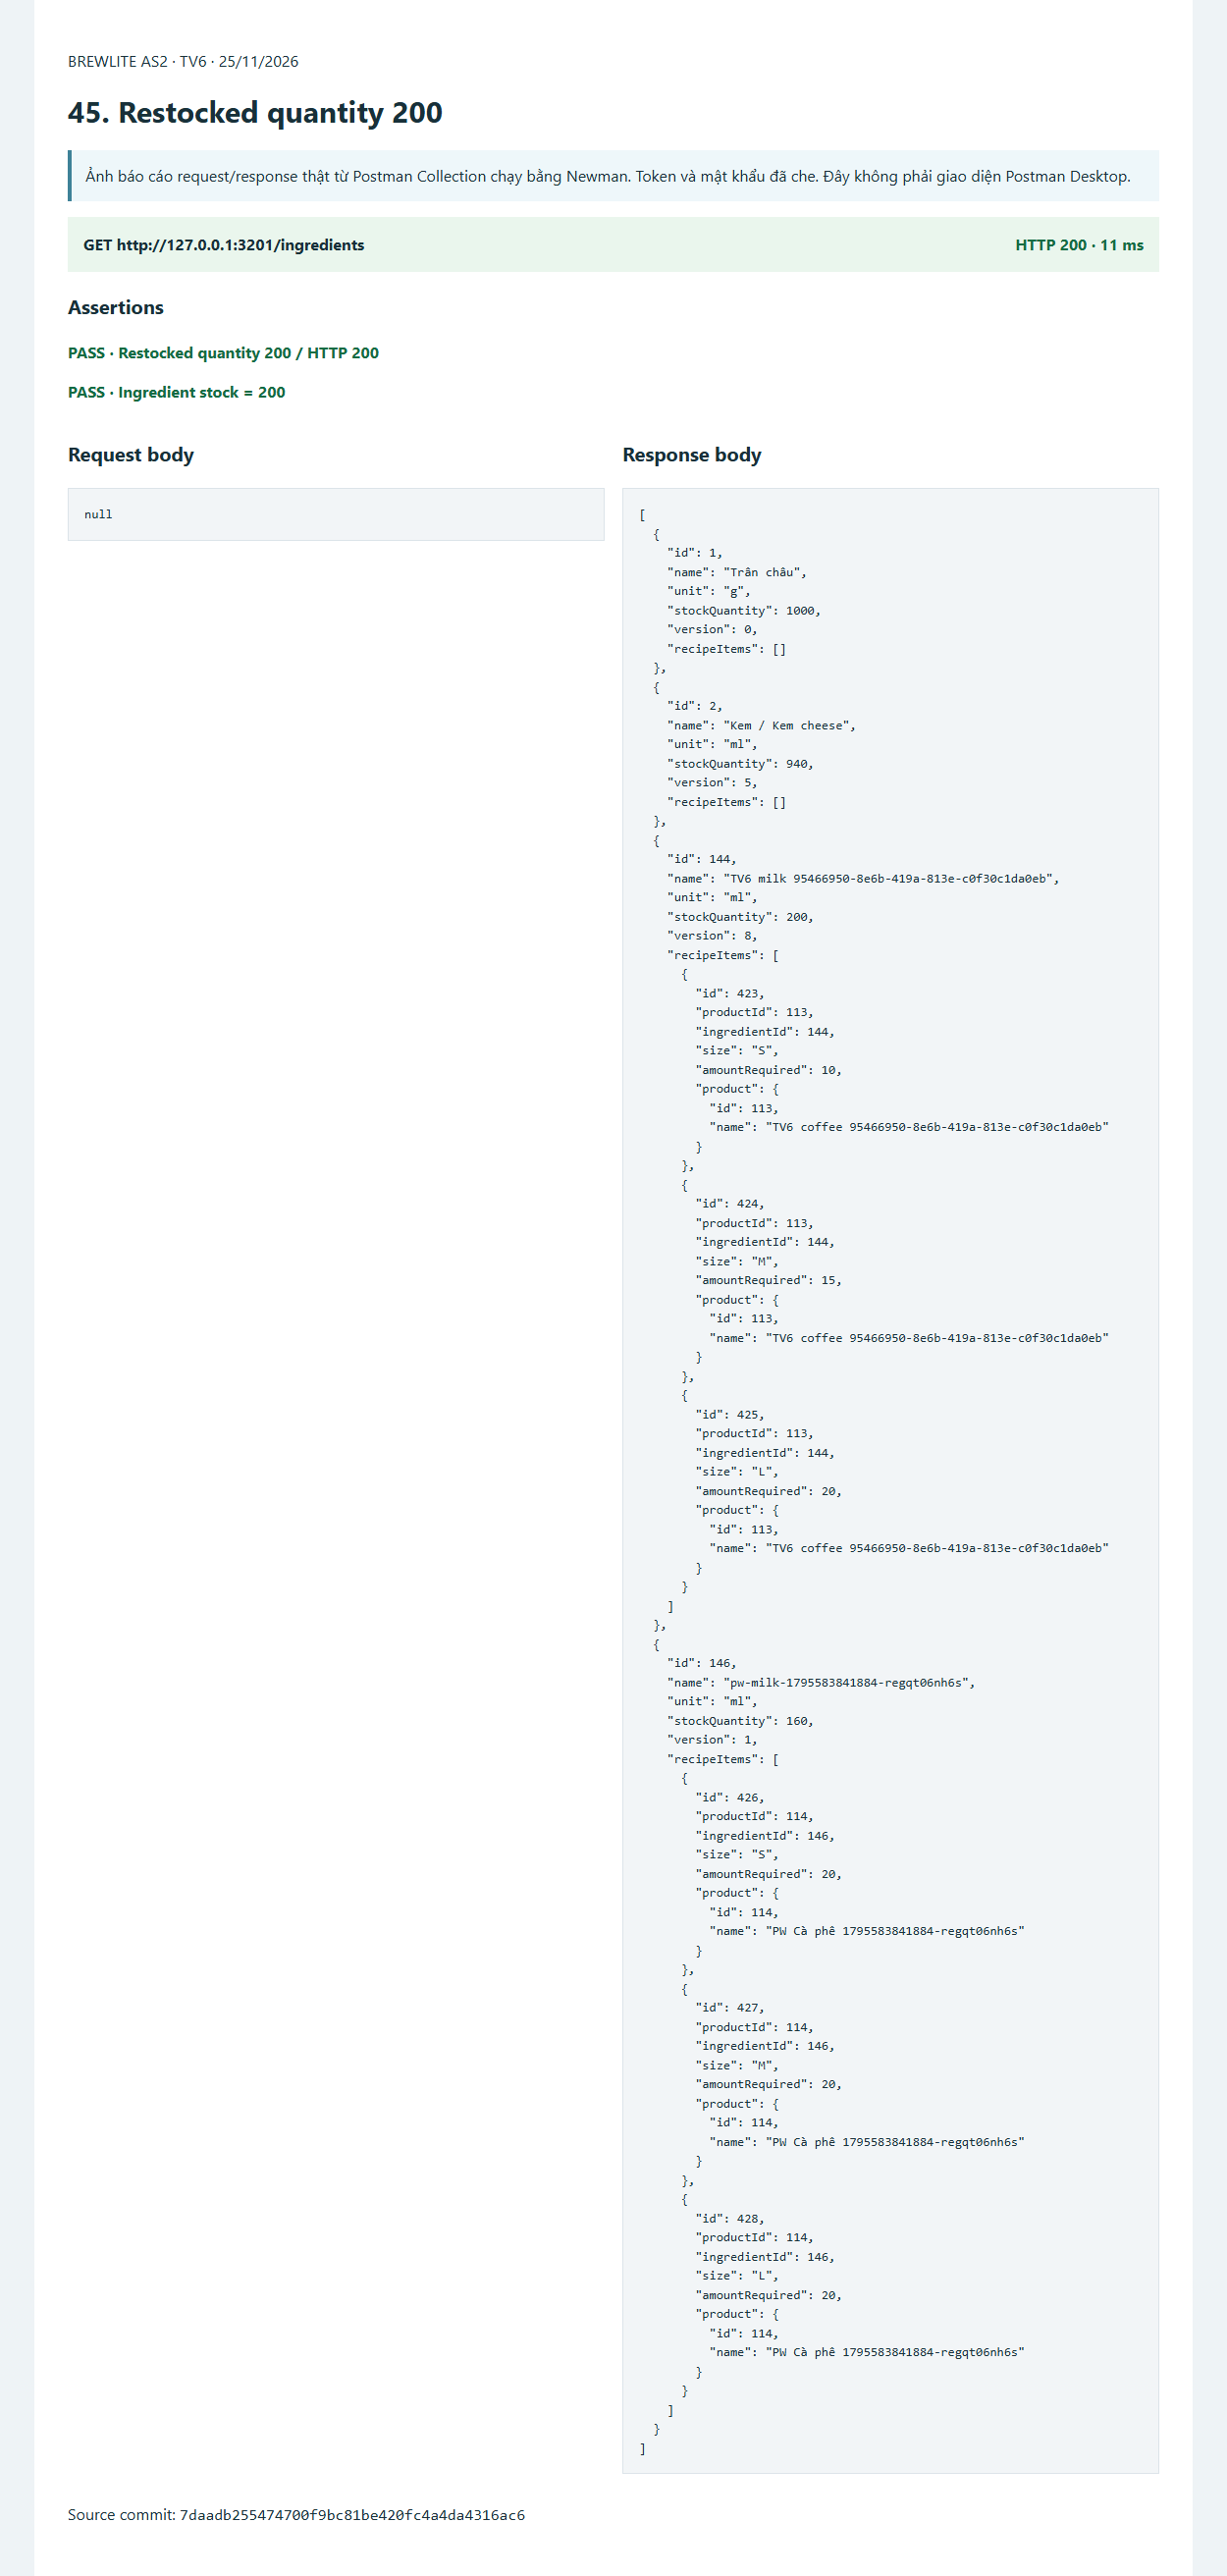 BREWLITE AS2 · TV6 · 25/11/2026
45. Restocked quantity 200
Ảnh báo cáo request/response thật từ Postman Collection chạy bằng Newman. Token và mật khẩu đã che. Đây không phải giao diện Postman Desktop.
GET http://127.0.0.1:3201/ingredients
HTTP 200 · 11 ms
Assertions
PASS · Restocked quantity 200 / HTTP 200
PASS · Ingredient stock = 200
Request body
null
Response body
[
  {
    "id": 1,
    "name": "Trân châu",
    "unit": "g",
    "stockQuantity": 1000,
    "version": 0,
    "recipeItems": []
  },
  {
    "id": 2,
    "name": "Kem / Kem cheese",
    "unit": "ml",
    "stockQuantity": 940,
    "version": 5,
    "recipeItems": []
  },
  {
    "id": 144,
    "name": "TV6 milk 95466950-8e6b-419a-813e-c0f30c1da0eb",
    "unit": "ml",
    "stockQuantity": 200,
    "version": 8,
    "recipeItems": [
      {
        "id": 423,
        "productId": 113,
        "ingredientId": 144,
        "size": "S",
        "amountRequired": 10,
        "product": {
          "id": 113,
          "name": "TV6 coffee 95466950-8e6b-419a-813e-c0f30c1da0eb"
        }
      },
      {
        "id": 424,
        "productId": 113,
        "ingredientId": 144,
        "size": "M",
        "amountRequired": 15,
        "product": {
          "id": 113,
          "name": "TV6 coffee 95466950-8e6b-419a-813e-c0f30c1da0eb"
        }
      },
      {
        "id": 425,
        "productId": 113,
        "ingredientId": 144,
        "size": "L",
        "amountRequired": 20,
        "product": {
          "id": 113,
          "name": "TV6 coffee 95466950-8e6b-419a-813e-c0f30c1da0eb"
        }
      }
    ]
  },
  {
    "id": 146,
    "name": "pw-milk-1795583841884-regqt06nh6s",
    "unit": "ml",
    "stockQuantity": 160,
    "version": 1,
    "recipeItems": [
      {
        "id": 426,
        "productId": 114,
        "ingredientId": 146,
        "size": "S",
        "amountRequired": 20,
        "product": {
          "id": 114,
          "name": "PW Cà phê 1795583841884-regqt06nh6s"
        }
      },
      {
        "id": 427,
        "productId": 114,
        "ingredientId": 146,
        "size": "M",
        "amountRequired": 20,
        "product": {
          "id": 114,
          "name": "PW Cà phê 1795583841884-regqt06nh6s"
        }
      },
      {
        "id": 428,
        "productId": 114,
        "ingredientId": 146,
        "size": "L",
        "amountRequired": 20,
        "product": {
          "id": 114,
          "name": "PW Cà phê 1795583841884-regqt06nh6s"
        }
      }
    ]
  }
]
Source commit: 7daadb255474700f9bc81be420fc4a4da4316ac6